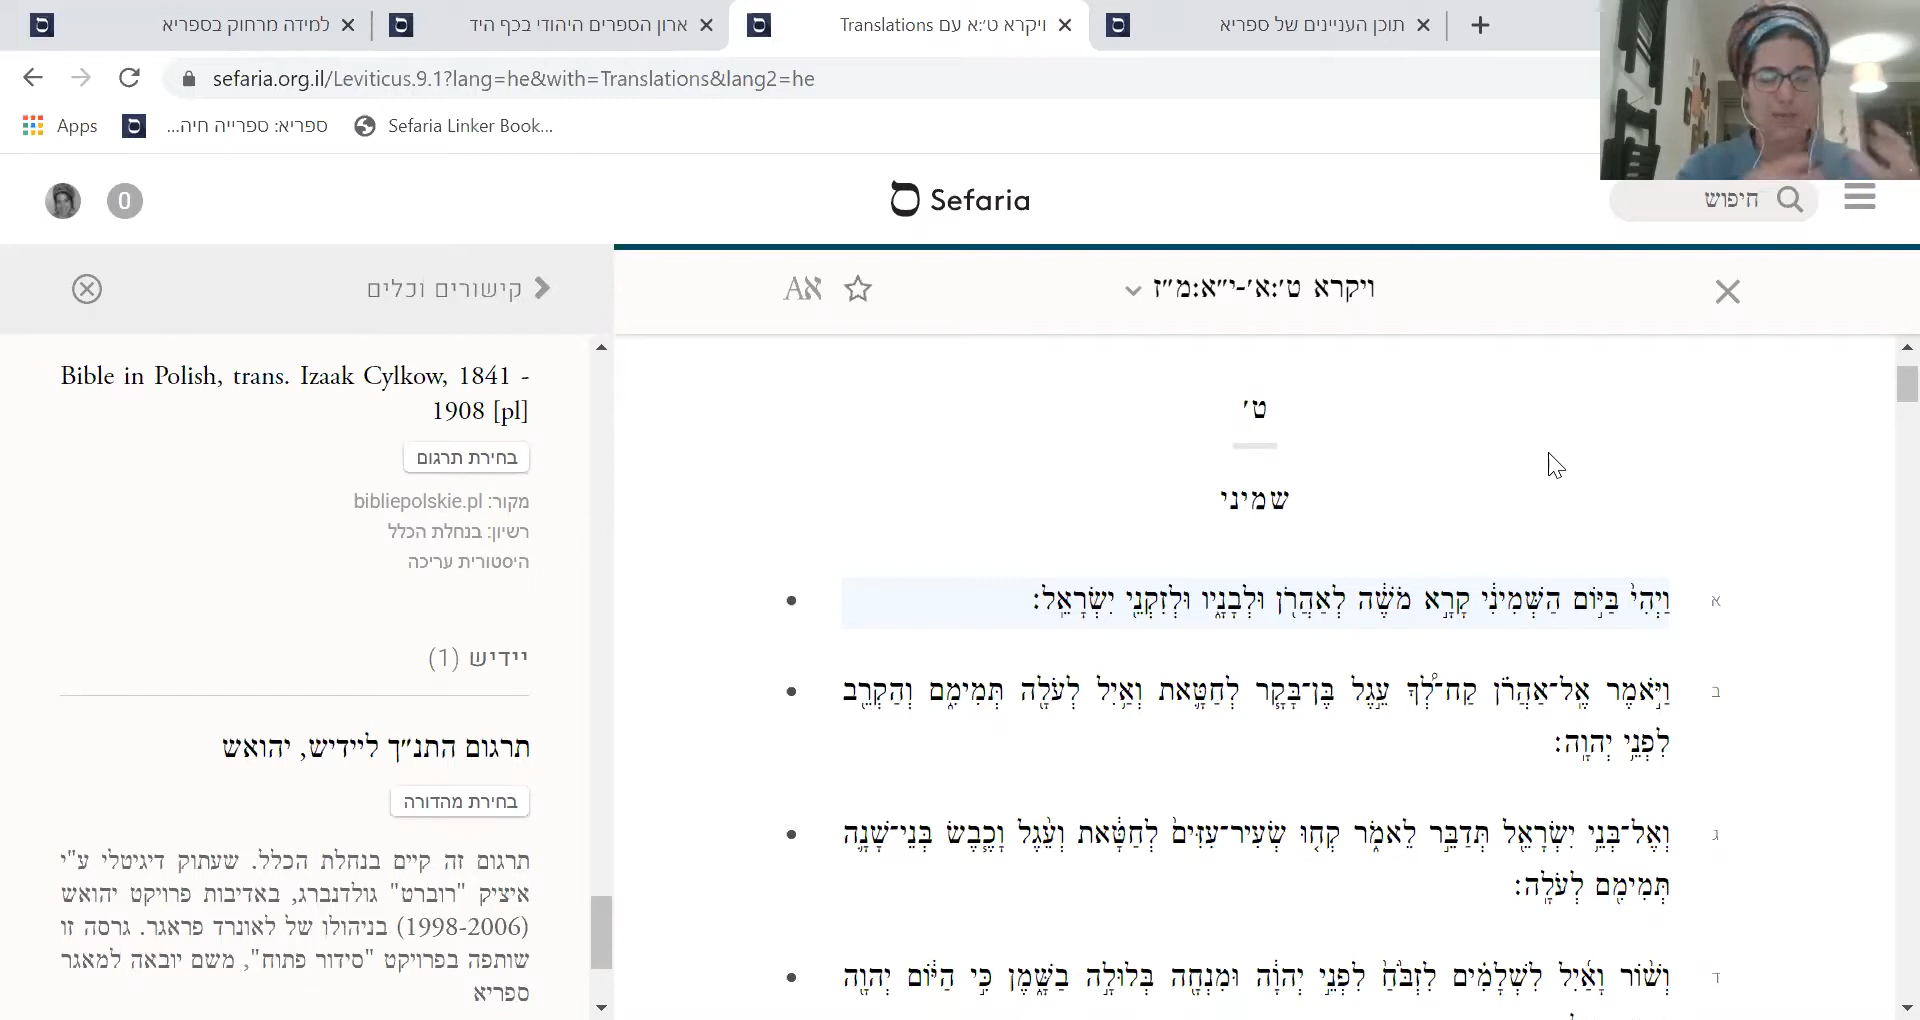 למידה מרחוק בספריא
ארון הספרים היהודי בכף היד
ויקרא ט׳:א עם Translations
תוכן העניינים של ספריא
sefaria.org.il/Leviticus.9.1?lang=he&with=Translations&lang2=he
Apps
ספריא: ספרייה חיה...
Sefaria Linker Book...
0
Sefaria
חיפוש
קישורים וכלים
ויקרא ט׳:א׳-י״א:מ״ז
Aא
Bible in Polish, trans. Izaak Cylkow, 1841 -
1908 [pl]
בחירת תרגום
מקור: bibliepolskie.pl
רשיון: בנחלת הכלל
היסטורית עריכה
יידיש (1)
תרגום התנ״ך ליידיש, יהואש
בחירת מהדורה
תרגום זה קיים בנחלת הכלל. שעתוק דיגיטלי ע"י
איציק "רוברט" גולדנברג, באדיבות פרויקט יהואש
(1998-2006) בניהולו של לאונרד פראגר. גרסה זו
שותפה בפרויקט "סידור פתוח", משם יובאה למאגר
ספריא
ט׳
שמיני
א
וַיְהִי֙ בַּיּ֣וֹם הַשְּׁמִינִ֔י קָרָ֣א מֹשֶׁ֔ה לְאַהֲרֹ֖ן וּלְבָנָ֑יו וּלְזִקְנֵ֖י יִשְׂרָאֵֽל׃
ב
וַיֹּ֣אמֶר אֶֽל־אַהֲרֹ֗ן קַח־לְ֠ךָ עֵ֣גֶל בֶּן־בָּקָ֧ר לְחַטָּ֛את וְאַ֥יִל לְעֹלָ֖ה תְּמִימִ֑ם וְהַקְרֵ֖ב
לִפְנֵ֥י יְהוָֽה׃
ג
וְאֶל־בְּנֵ֥י יִשְׂרָאֵ֖ל תְּדַבֵּ֣ר לֵאמֹ֑ר קְח֤וּ שְׂעִיר־עִזִּים֙ לְחַטָּ֔את וְעֵ֨גֶל וָכֶ֧בֶשׂ בְּנֵי־שָׁנָ֛ה
תְּמִימִ֖ם לְעֹלָֽה׃
ד
וְשׁ֨וֹר וָאַ֜יִל לִשְׁלָמִ֗ים לִזְבֹּ֙חַ֙ לִפְנֵ֣י יְהוָ֔ה וּמִנְחָ֖ה בְּלוּלָ֣ה בַשָּׁ֑מֶן כִּ֣י הַיּ֔וֹם יְהוָ֖ה